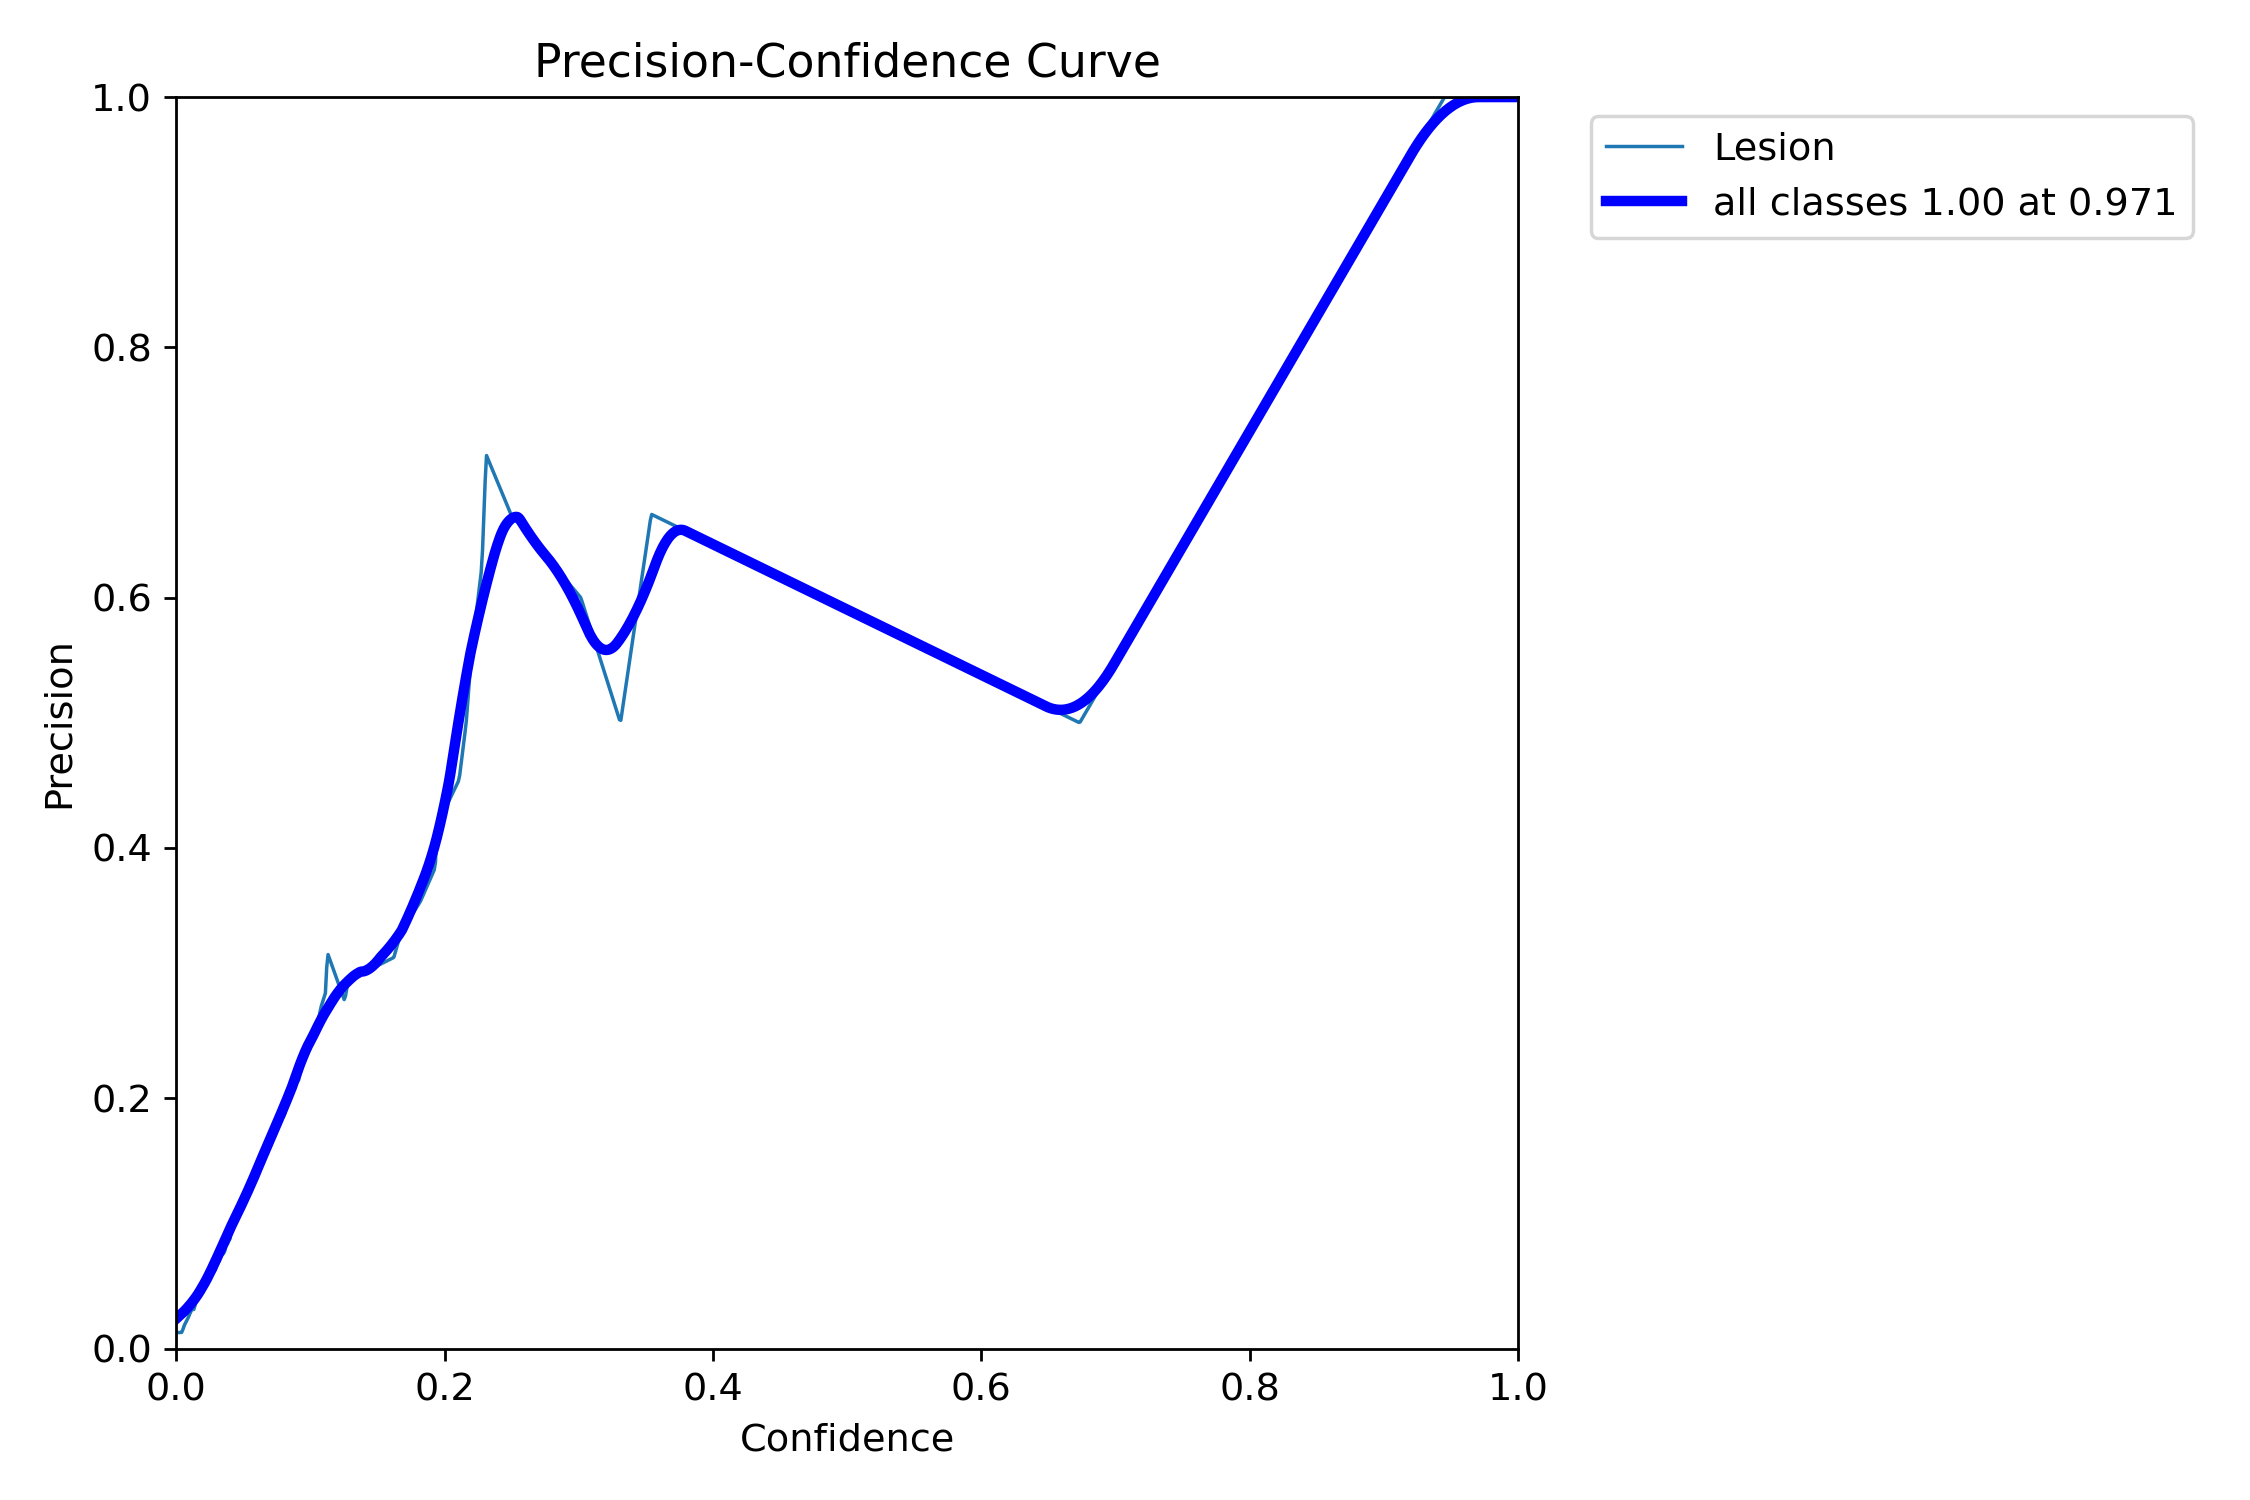 Precision-Confidence Curve
1.0
0.8
0.6
0.4
0.2
0.0
Precision
0.0 0.2 0.4 0.6 0.8 1.0
Confidence
Lesion
all classes 1.00 at 0.971